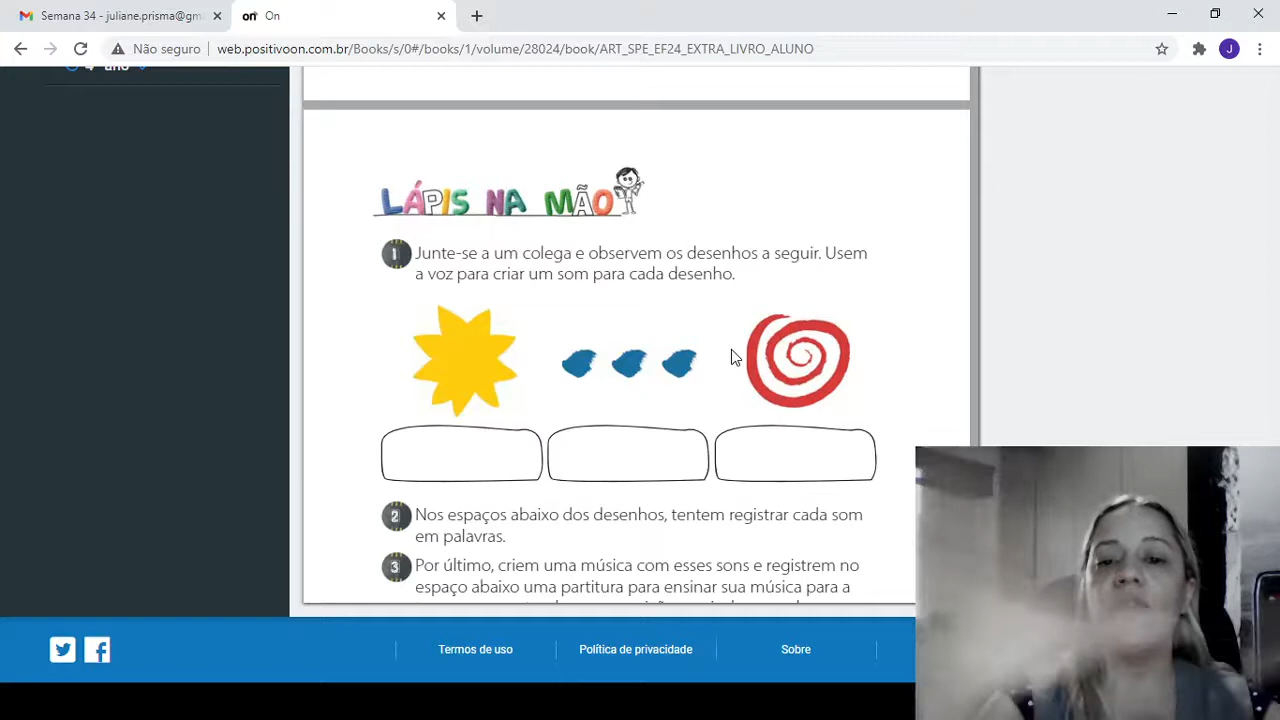 Semana 34 - juliane.prisma@gma
on
On
Não seguro
web.positivoon.com.br/Books/s/0#/books/1/volume/28024/book/ART_SPE_EF24_EXTRA_LIVRO_ALUNO
J
4º ano
LÁPIS NA MÃO
1 Junte-se a um colega e observem os desenhos a seguir. Usem
a voz para criar um som para cada desenho.
2 Nos espaços abaixo dos desenhos, tentem registrar cada som
em palavras.
3 Por último, criem uma música com esses sons e registrem no
espaço abaixo uma partitura para ensinar sua música para a
Termos de uso
Política de privacidade
Sobre